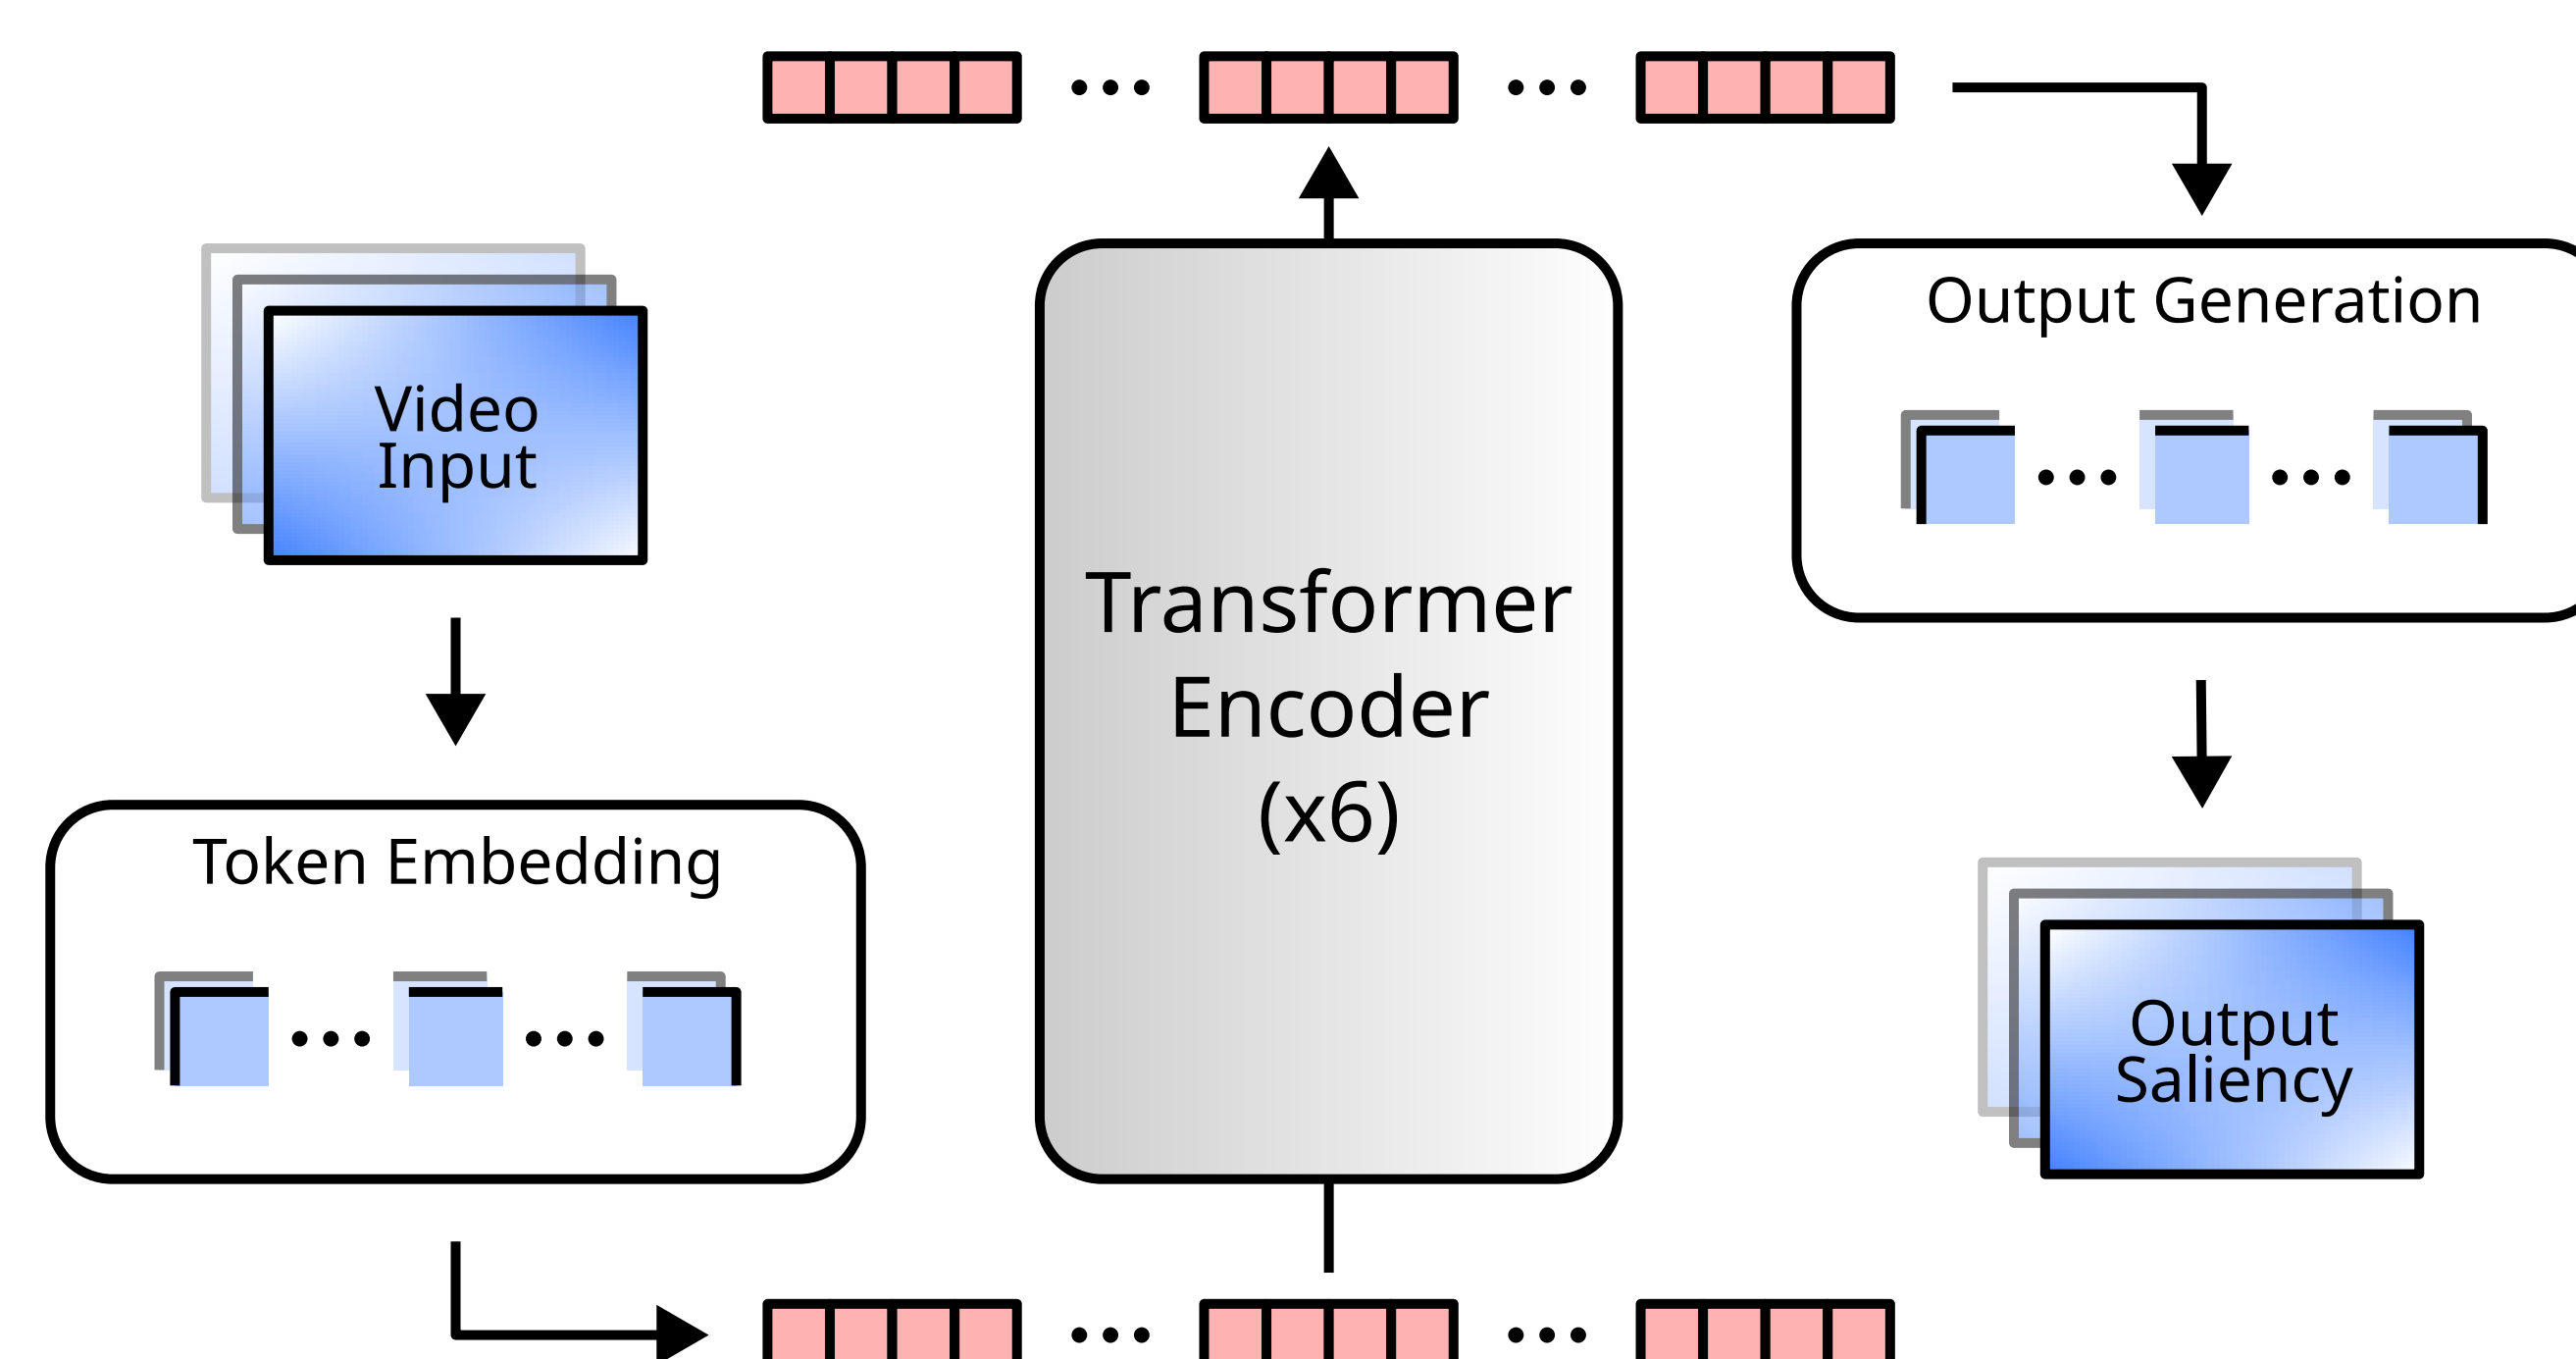 Video
Input
Token Embedding
Transformer
Encoder
(x6)
Output Generation
Output
Saliency